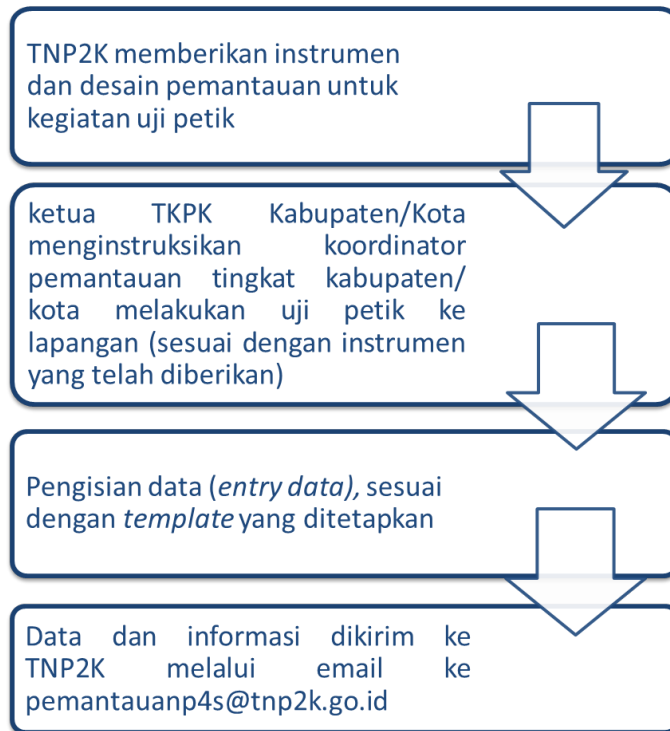 TNP2K memberikan instrumen
dan desain pemantauan untuk
kegiatan uji petik
ketua TKPK Kabupaten/Kota
menginstruksikan koordinator
pemantauan tingkat kabupaten/
kota melakukan uji petik ke
lapangan (sesuai dengan instrumen
yang telah diberikan)
Pengisian data (entry data), sesuai
dengan template yang ditetapkan
Data dan informasi dikirim ke
TNP2K melalui email ke
pemantauanp4s@tnp2k.go.id